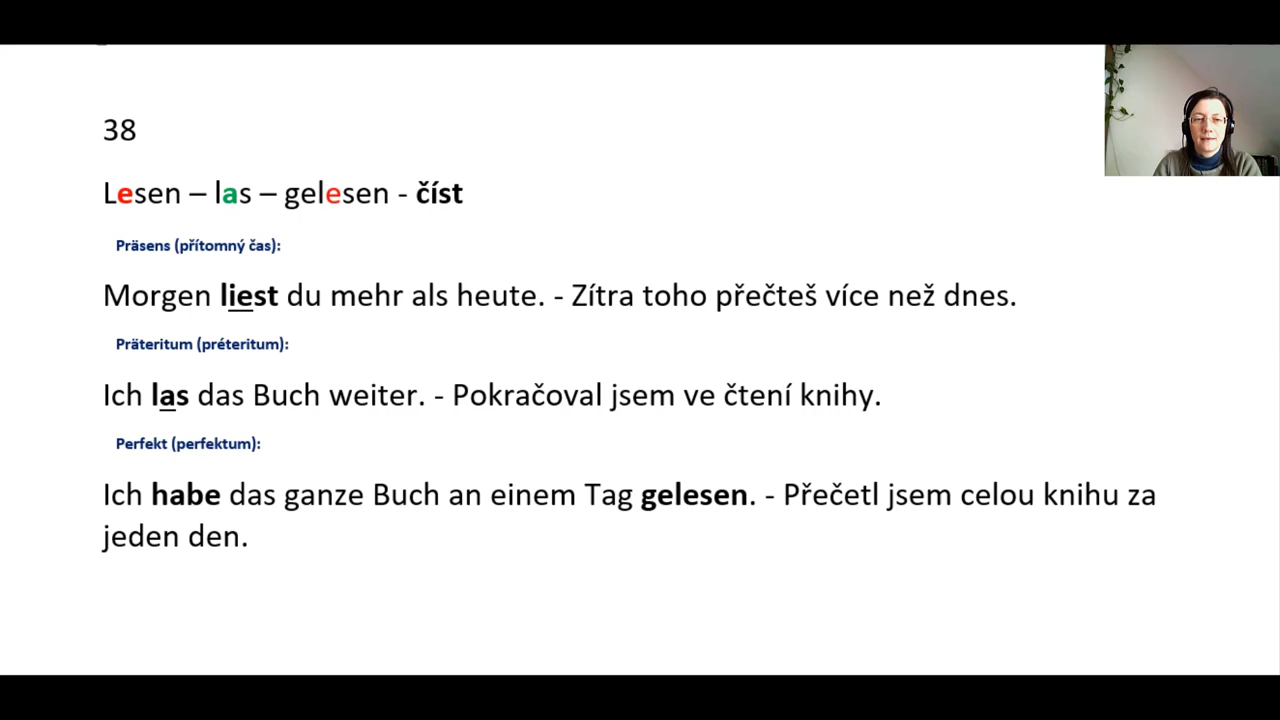 38
Lesen – las – gelesen - číst
Präsens (přítomný čas):
Morgen liest du mehr als heute. - Zítra toho přečteš více než dnes.
Präteritum (préteritum):
Ich las das Buch weiter. - Pokračoval jsem ve čtení knihy.
Perfekt (perfektum):
Ich habe das ganze Buch an einem Tag gelesen. - Přečetl jsem celou knihu za
jeden den.